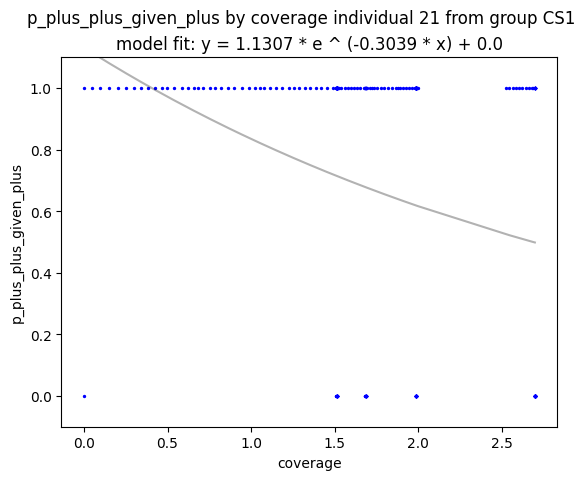 p_plus_plus_given_plus by coverage individual 21 from group CS1
model fit: y = 1.1307 * e ^ (-0.3039 * x) + 0.0
p_plus_plus_given_plus
1.0
0.8
0.6
0.4
0.2
0.0
0.0 0.5 1.0 1.5 2.0 2.5
coverage